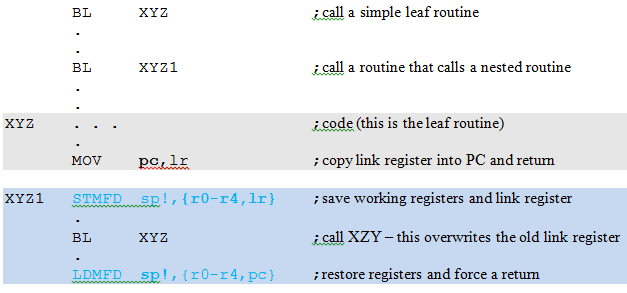 BL XYZ ; call a simple leaf routine
.
.
BL XYZ1 ; call a routine that calls a nested routine
.
.
XYZ . . . ; code (this is the leaf routine)
.
MOV pc,lr ; copy link register into PC and return
XYZ1 STMFD sp!,{r0-r4,lr} ; save working registers and link register
.
BL XYZ ; call XZY – this overwrites the old link register
.
LDMFD sp!,{r0-r4,pc} ; restore registers and force a return